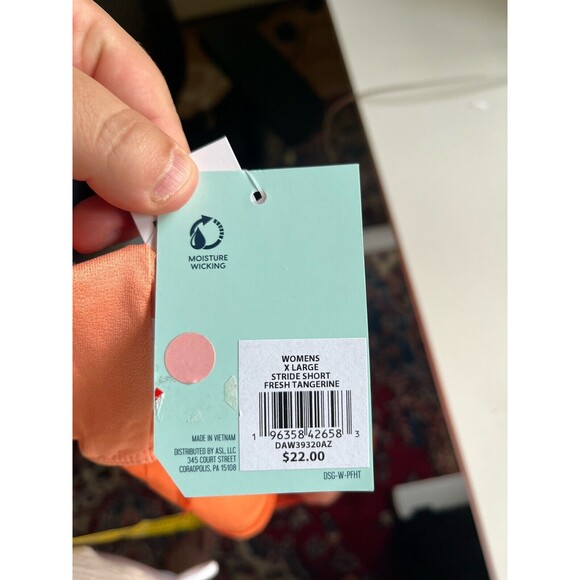 MOISTURE
WICKING
WOMENS
X LARGE
STRIDE SHORT
FRESH TANGERINE
1 96358 42658 3
DAW39320AZ
$22.00
MADE IN VIETNAM
DISTRIBUTED BY ASL, LLC
345 COURT STREET
CORAOPOLIS, PA 15108
DSG-W-PFHT